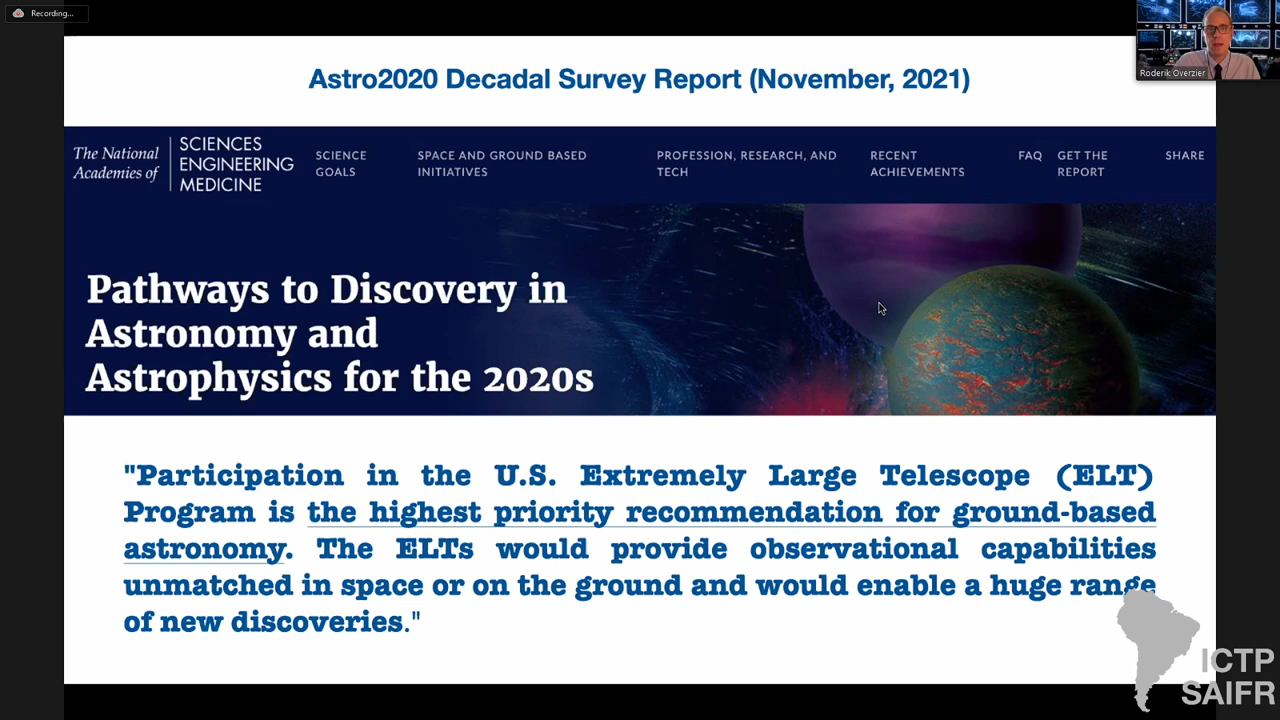 Recording...
Roderik Overzier
Astro2020 Decadal Survey Report (November, 2021)
The National
Academies of
SCIENCES
ENGINEERING
MEDICINE
SCIENCE
GOALS
SPACE AND GROUND BASED
INITIATIVES
PROFESSION, RESEARCH, AND
TECH
RECENT
ACHIEVEMENTS
FAQ
GET THE
REPORT
SHARE
Pathways to Discovery in
Astronomy and
Astrophysics for the 2020s
"Participation in the U.S. Extremely Large Telescope (ELT)
Program is the highest priority recommendation for ground-based
astronomy. The ELTs would provide observational capabilities
unmatched in space or on the ground and would enable a huge range
of new discoveries."
ICTP
SAIFR